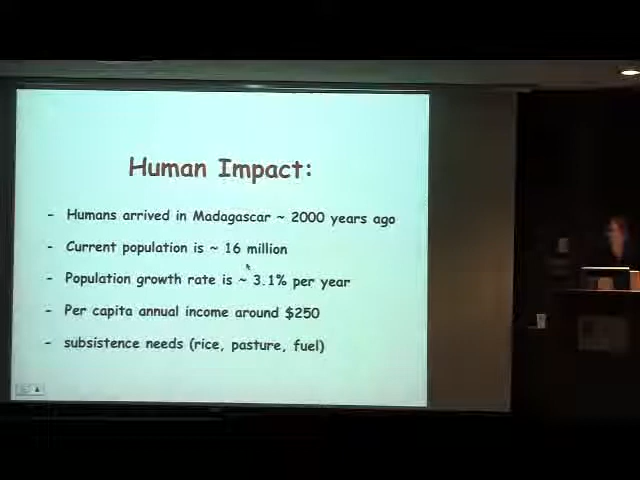 Human Impact:
- Humans arrived in Madagascar ~ 2000 years ago
- Current population is ~ 16 million
- Population growth rate is ~ 3.1% per year
- Per capita annual income around $250
- subsistence needs (rice, pasture, fuel)